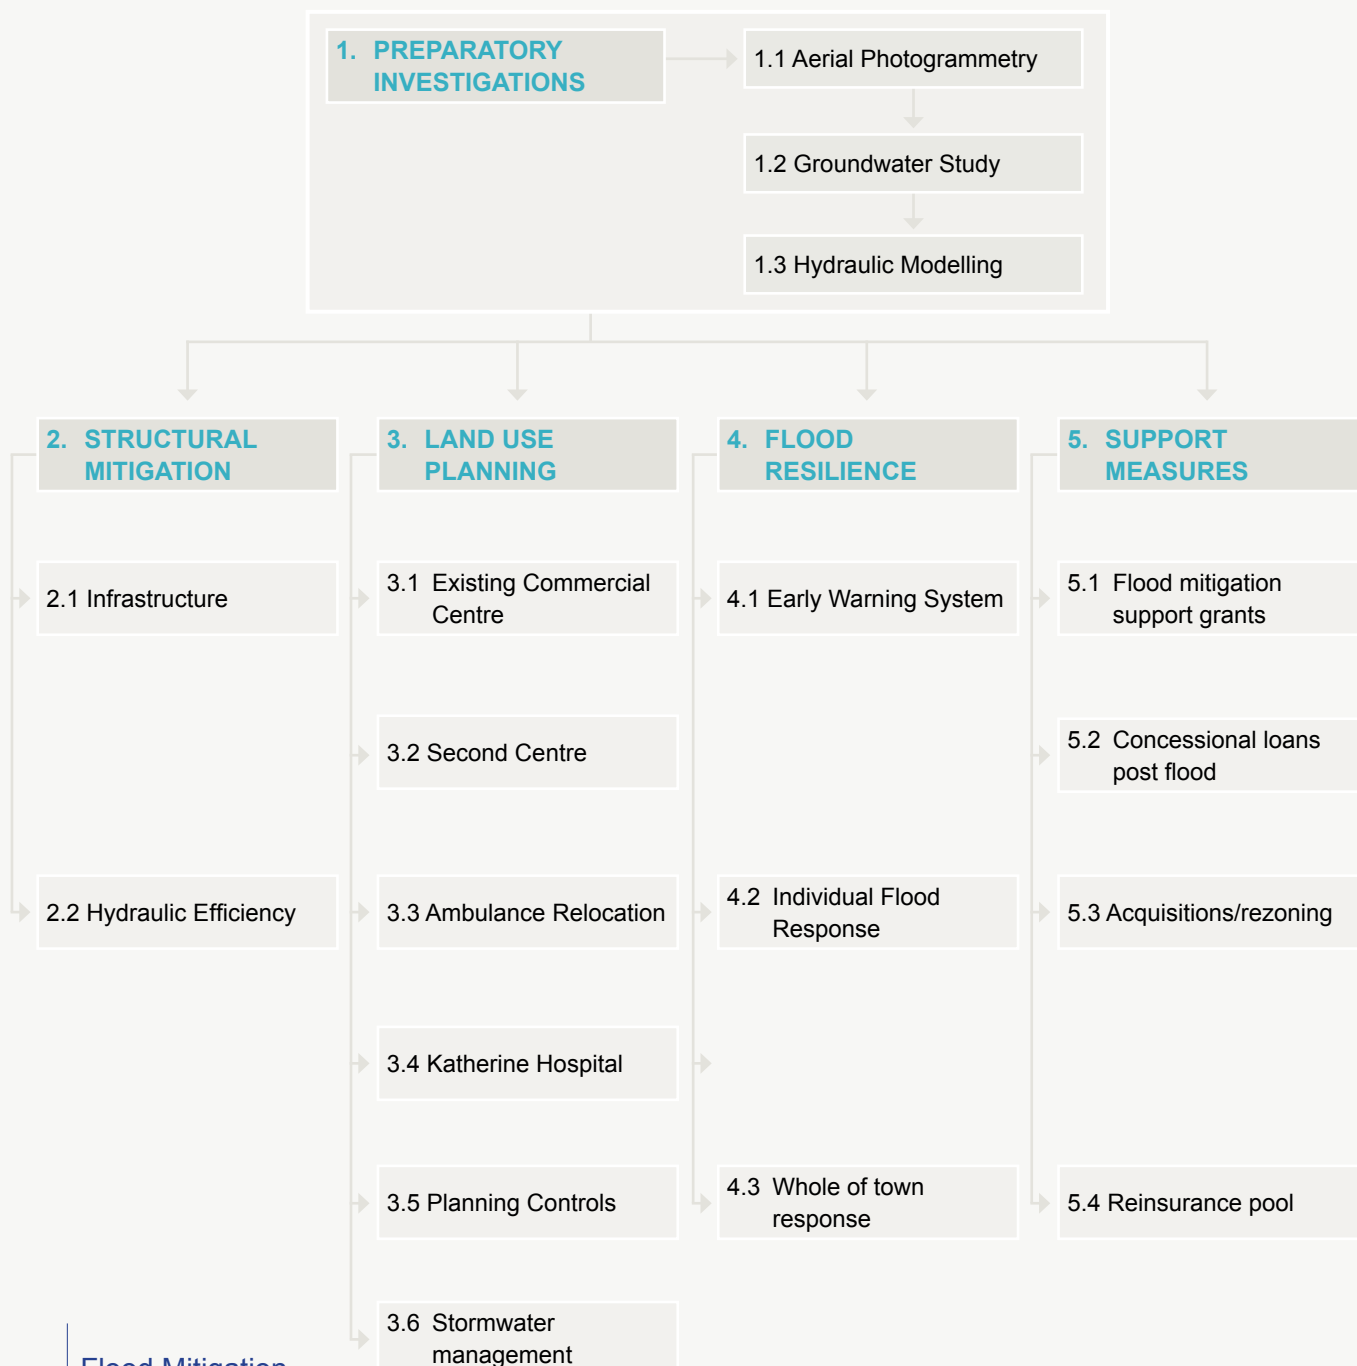 1. PREPARATORY
INVESTIGATIONS
1.1 Aerial Photogrammetry
1.2 Groundwater Study
1.3 Hydraulic Modelling
2. STRUCTURAL
MITIGATION
2.1 Infrastructure
2.2 Hydraulic Efficiency
3. LAND USE
PLANNING
3.1 Existing Commercial
Centre
3.2 Second Centre
3.3 Ambulance Relocation
3.4 Katherine Hospital
3.5 Planning Controls
3.6 Stormwater
management
4. FLOOD
RESILIENCE
4.1 Early Warning System
4.2 Individual Flood
Response
4.3 Whole of town
response
5. SUPPORT
MEASURES
5.1 Flood mitigation
support grants
5.2 Concessional loans
post flood
5.3 Acquisitions/rezoning
5.4 Reinsurance pool
Flood Mitigation